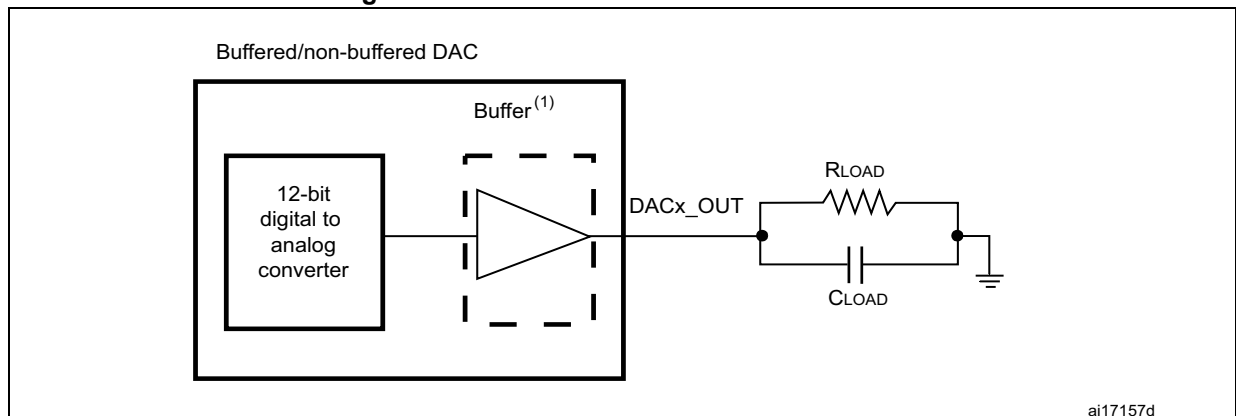 Buffered/non-buffered DAC
Buffer(1)
12-bit
digital to
analog
converter
DACx_OUT
RLOAD
CLOAD
ai17157d